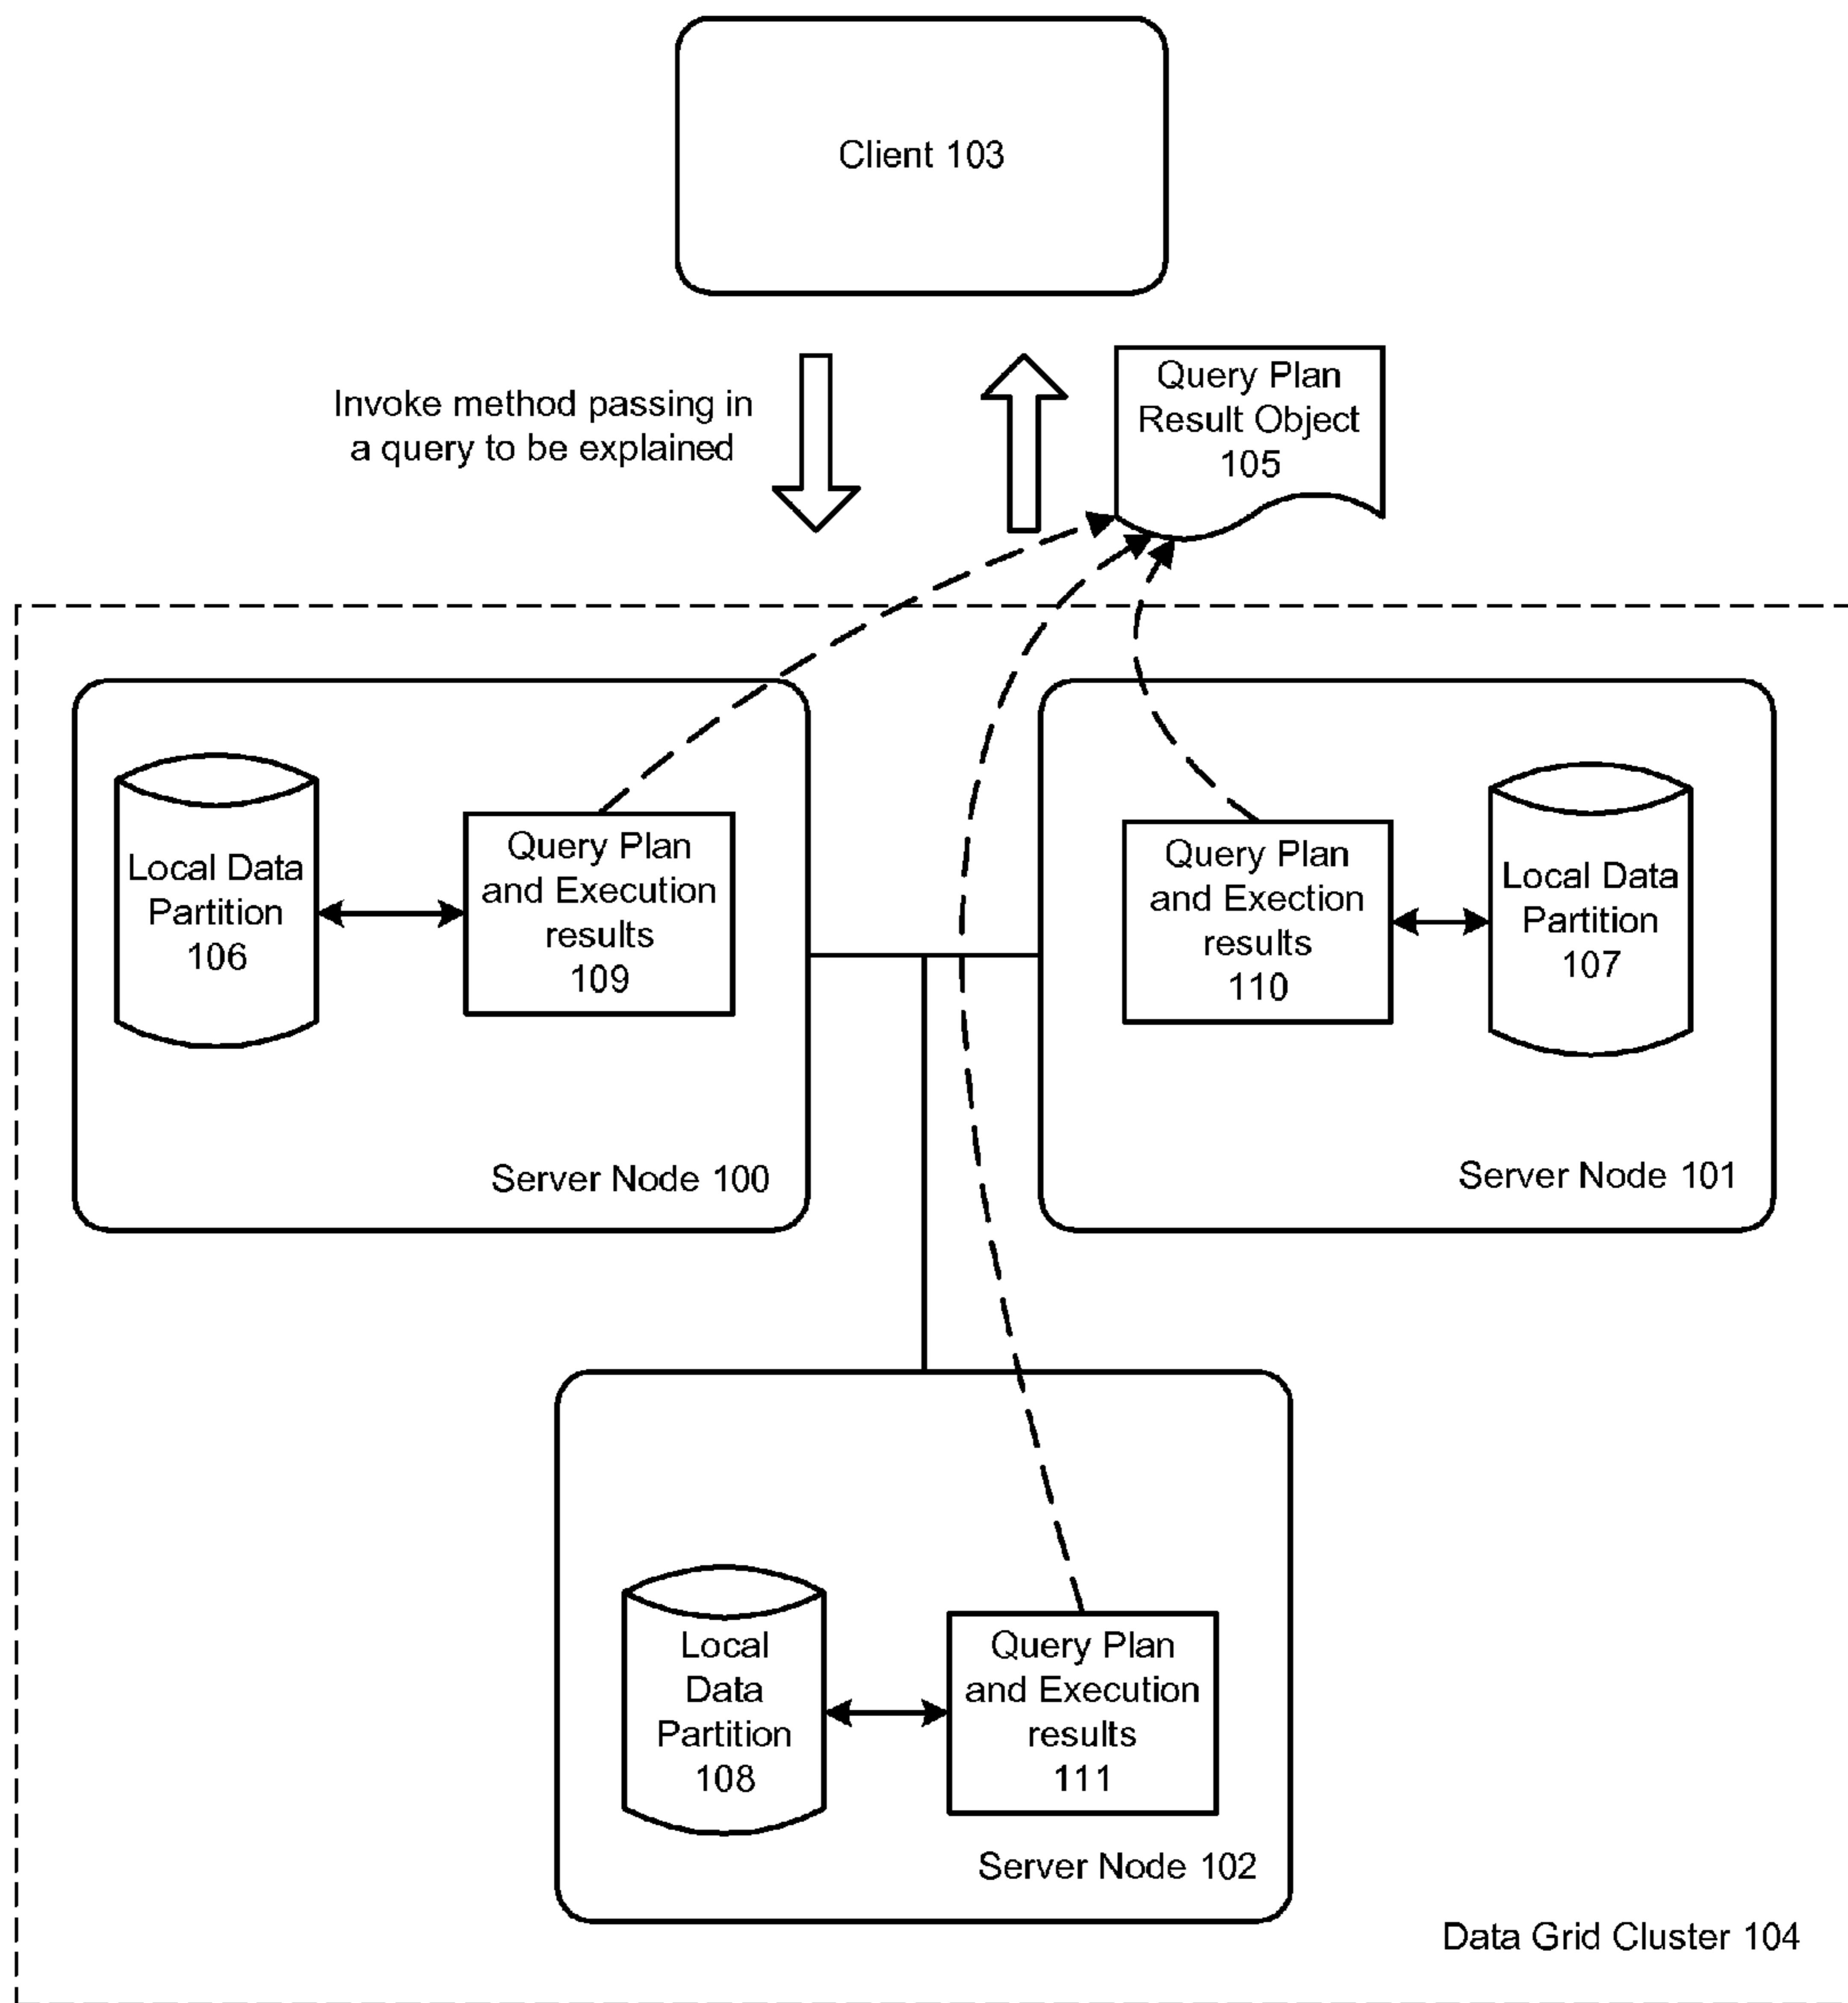 Client 103
Invoke method passing in
a query to be explained
Query Plan
Result Object
105
Local Data
Partition
106
Query Plan
and Execution
results
109
Server Node 100
Query Plan
and Exection
results
110
Local Data
Partition
107
Server Node 101
Local
Data
Partition
108
Query Plan
and Execution
results
111
Server Node 102
Data Grid Cluster 104